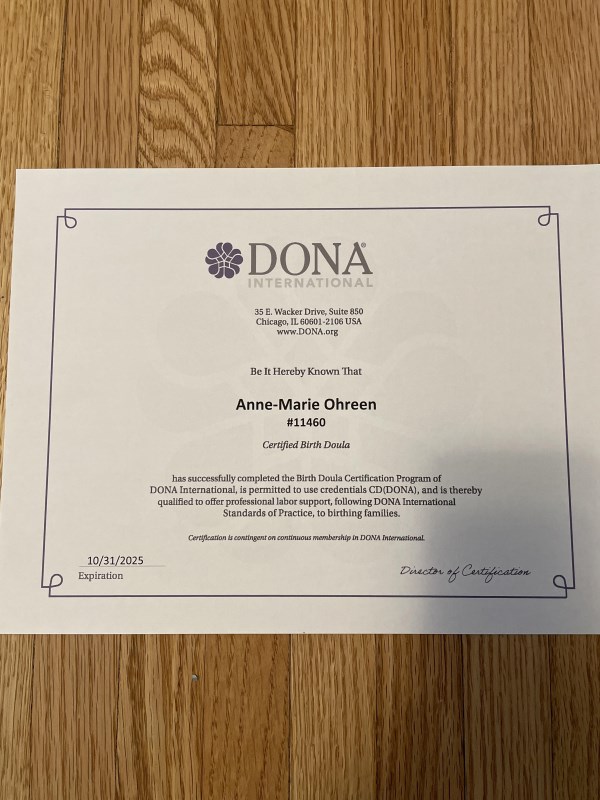 DONA®
INTERNATIONAL
35 E. Wacker Drive, Suite 850
Chicago, IL 60601-2106 USA
www.DONA.org
Be It Hereby Known That
Anne-Marie Ohreen
#11460
Certified Birth Doula
has successfully completed the Birth Doula Certification Program of
DONA International, is permitted to use credentials CD(DONA), and is thereby
qualified to offer professional labor support, following DONA International
Standards of Practice, to birthing families.
Certification is contingent on continuous membership in DONA International.
10/31/2025
Expiration
Director of Certification